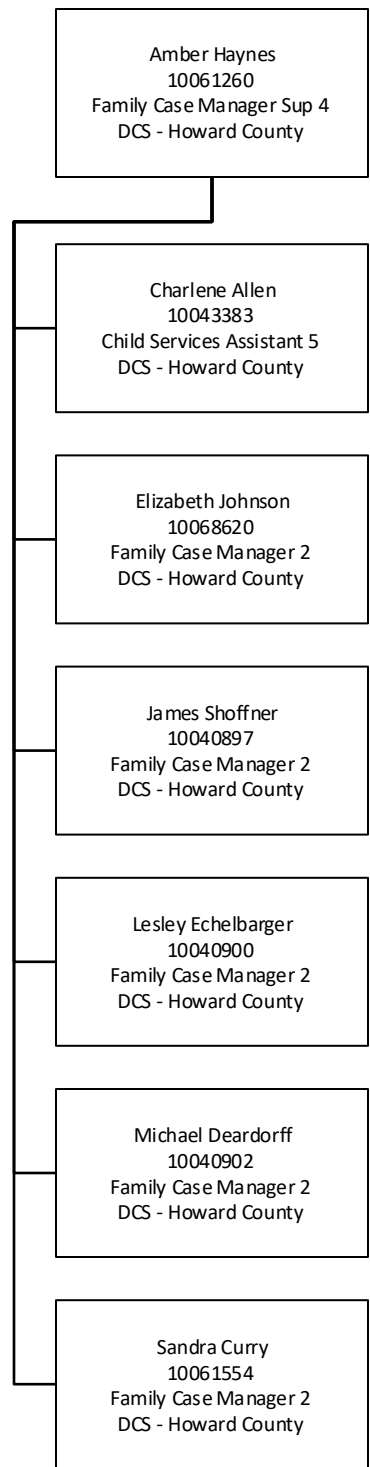 Amber Haynes
10061260
Family Case Manager Sup 4
DCS - Howard County
Charlene Allen
10043383
Child Services Assistant 5
DCS - Howard County
Elizabeth Johnson
10068620
Family Case Manager 2
DCS - Howard County
James Shoffner
10040897
Family Case Manager 2
DCS - Howard County
Lesley Echelbarger
10040900
Family Case Manager 2
DCS - Howard County
Michael Deardorff
10040902
Family Case Manager 2
DCS - Howard County
Sandra Curry
10061554
Family Case Manager 2
DCS - Howard County